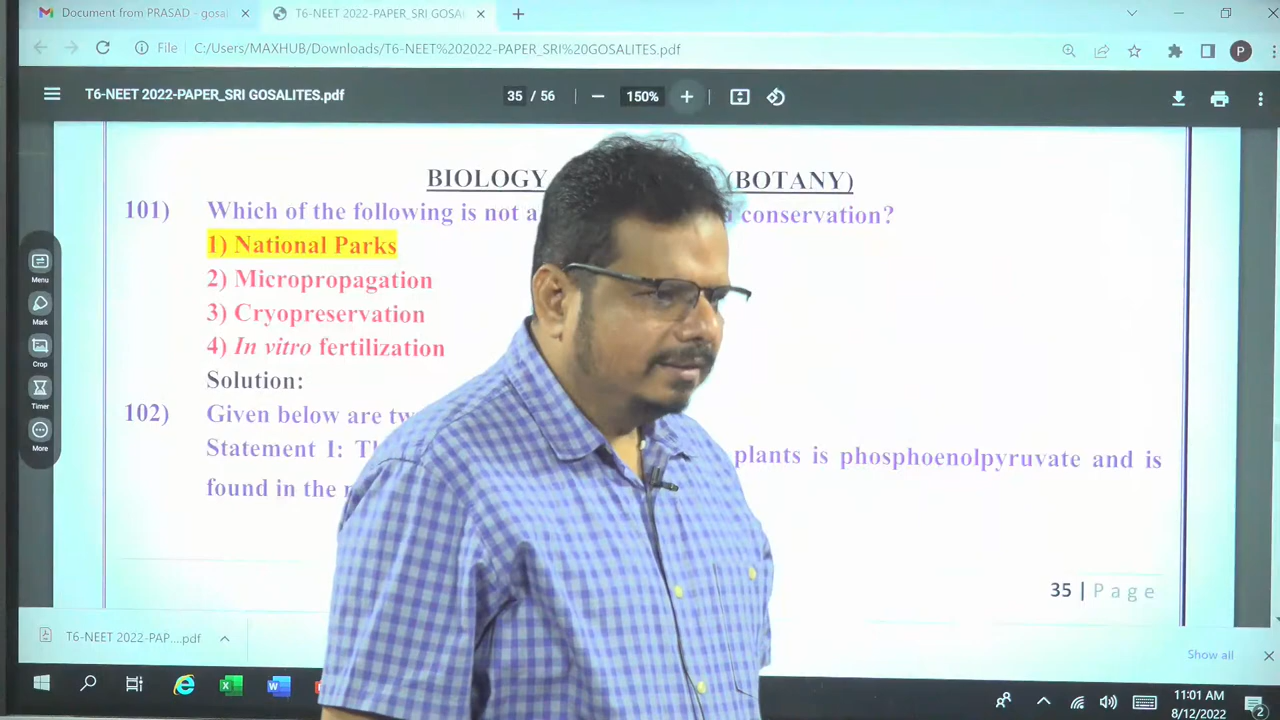 Document from PRASAD - gosa
T6-NEET 2022-PAPER_SRI GOSA
File C:/Users/MAXHUB/Downloads/T6-NEET%202022-PAPER_SRI%20GOSALITES.pdf
P
T6-NEET 2022-PAPER_SRI GOSALITES.pdf 35 / 56 150%
BIOLOGY (BOTANY)
101) Which of the following is not a conservation?
1) National Parks
2) Micropropagation
3) Cryopreservation
4) In vitro fertilization
Solution:
102) Given below are tw
Statement I: T plants is phosphoenolpyruvate and is
found in the
35 | Page
Menu
Mark
Crop
Timer
More
T6-NEET 2022-PAP....pdf
Show all
11:01 AM
8/12/2022
2